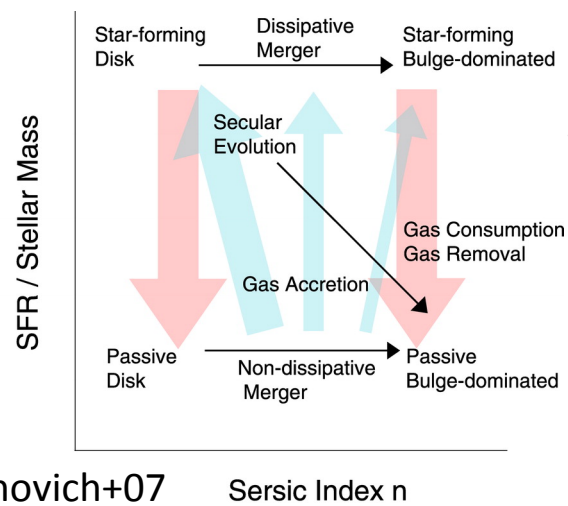 Star-forming
Disk
Dissipative
Merger
Star-forming
Bulge-dominated
Secular
Evolution
Gas Consumption
Gas Removal
Gas Accretion
Passive
Disk
Non-dissipative
Merger
Passive
Bulge-dominated
SFR / Stellar Mass
novich+07
Sersic Index n